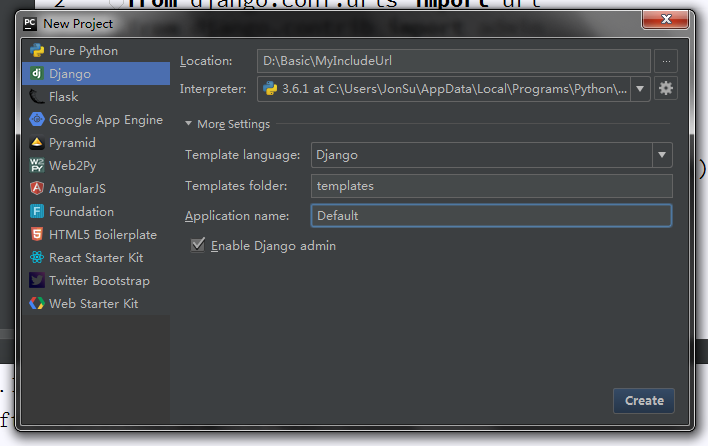 2 from django.conf.urls import url
New Project
Pure Python
Django
Flask
Google App Engine
Pyramid
Web2Py
AngularJS
Foundation
HTML5 Boilerplate
React Starter Kit
Twitter Bootstrap
Web Starter Kit
Location: D:\Basic\MyIncludeUrl ...
Interpreter: 3.6.1 at C:\Users\JonSu\AppData\Local\Programs\Python\...
More Settings
Template language: Django
Templates folder: templates
Application name: Default
Enable Django admin
Create